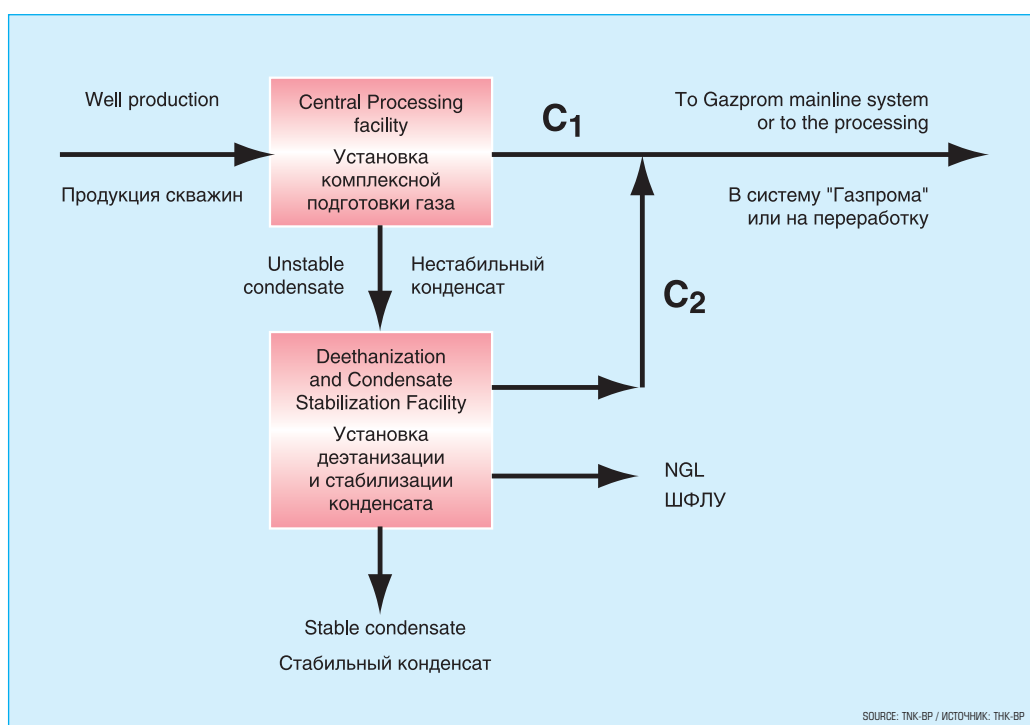 Well production
Продукция скважин
Central Processing
facility
Установка
комплексной
подготовки газа
C1
To Gazprom mainline system
or to the processing
В систему "Газпрома"
или на переработку
Unstable
condensate
Нестабильный
конденсат
C2
Deethanization
and Condensate
Stabilization Facility
Установка
деэтанизации
и стабилизации
конденсата
NGL
ШФЛУ
Stable condensate
Стабильный конденсат
SOURCE: TNK-BP / ИСТОЧНИК: ТНК-ВР